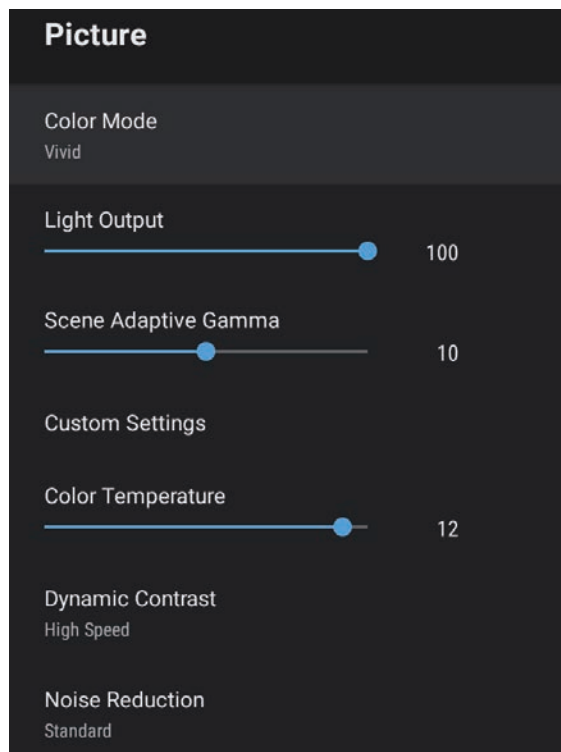 Picture
Color Mode
Vivid
Light Output
100
Scene Adaptive Gamma
10
Custom Settings
Color Temperature
12
Dynamic Contrast
High Speed
Noise Reduction
Standard